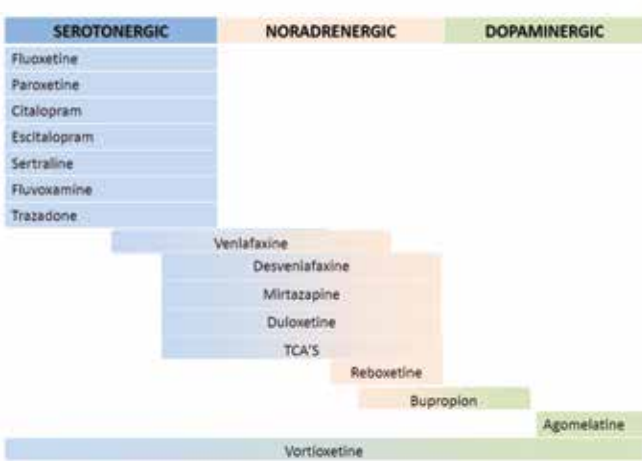 SEROTONERGIC NORADRENERGIC DOPAMINERGIC
Fluoxetine
Paroxetine
Citalopram
Escitalopram
Sertraline
Fluvoxamine
Trazadone
Venlafaxine
Desvenlafaxine
Mirtazapine
Duloxetine
TCA'S
Reboxetine
Bupropion
Agomelatine
Vortioxetine